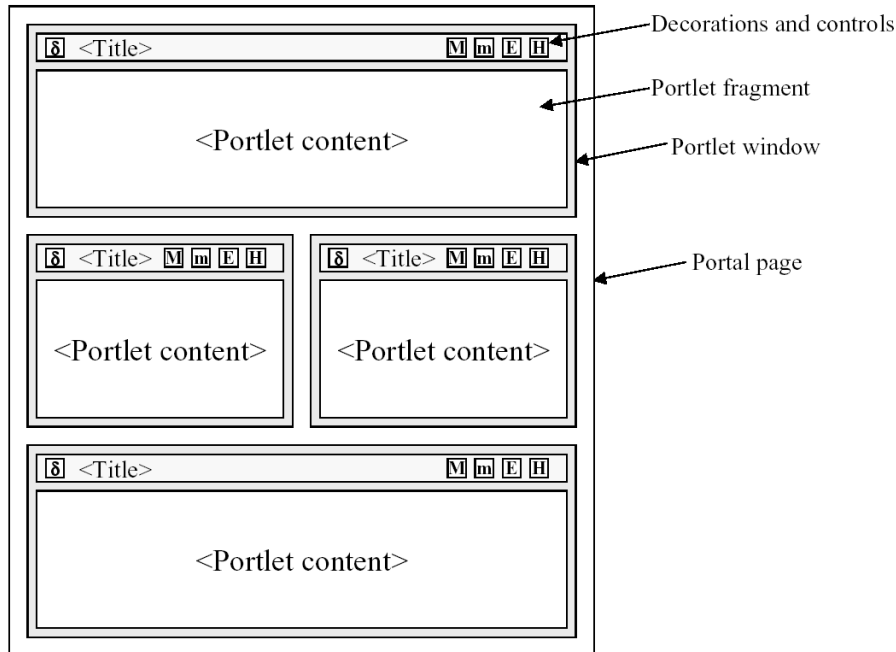 δ <Title> M m E H
<Portlet content>
δ <Title> M m E H
<Portlet content>
δ <Title> M m E H
<Portlet content>
δ <Title> M m E H
<Portlet content>
Decorations and controls
Portlet fragment
Portlet window
Portal page